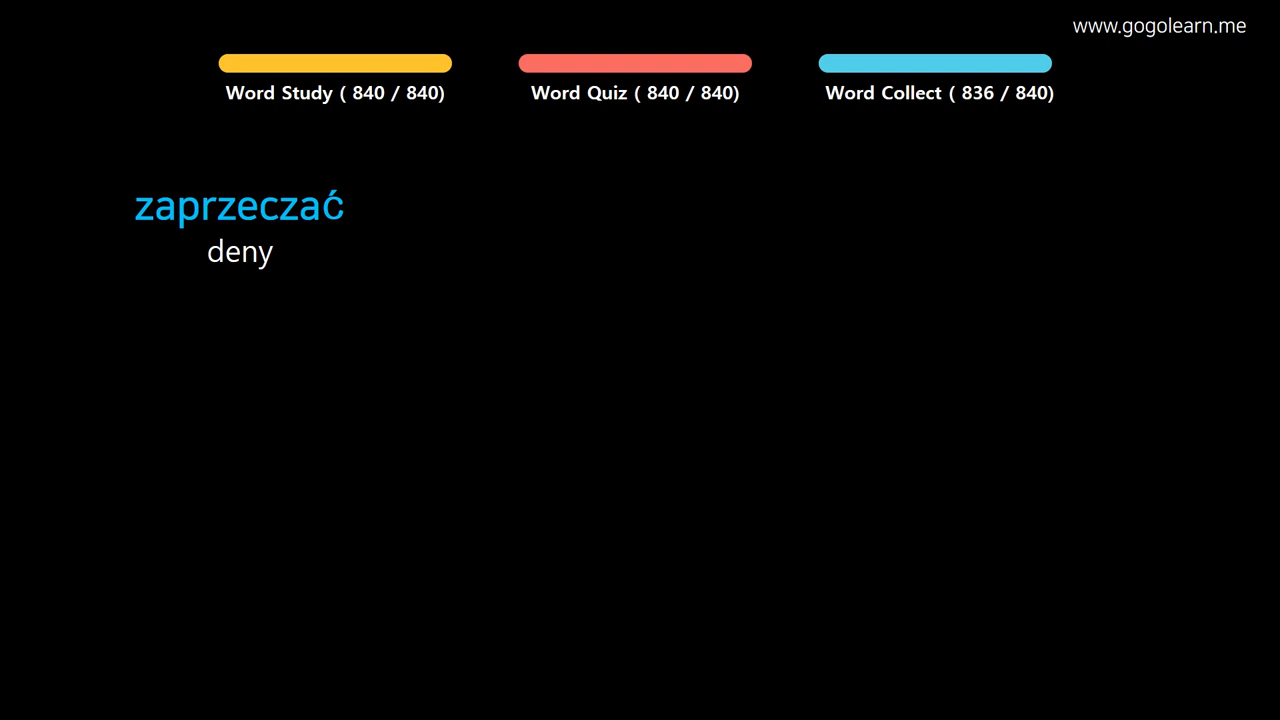 www.gogolearn.me
Word Study ( 840 / 840)
Word Quiz ( 840 / 840)
Word Collect ( 836 / 840)
zaprzeczać
deny